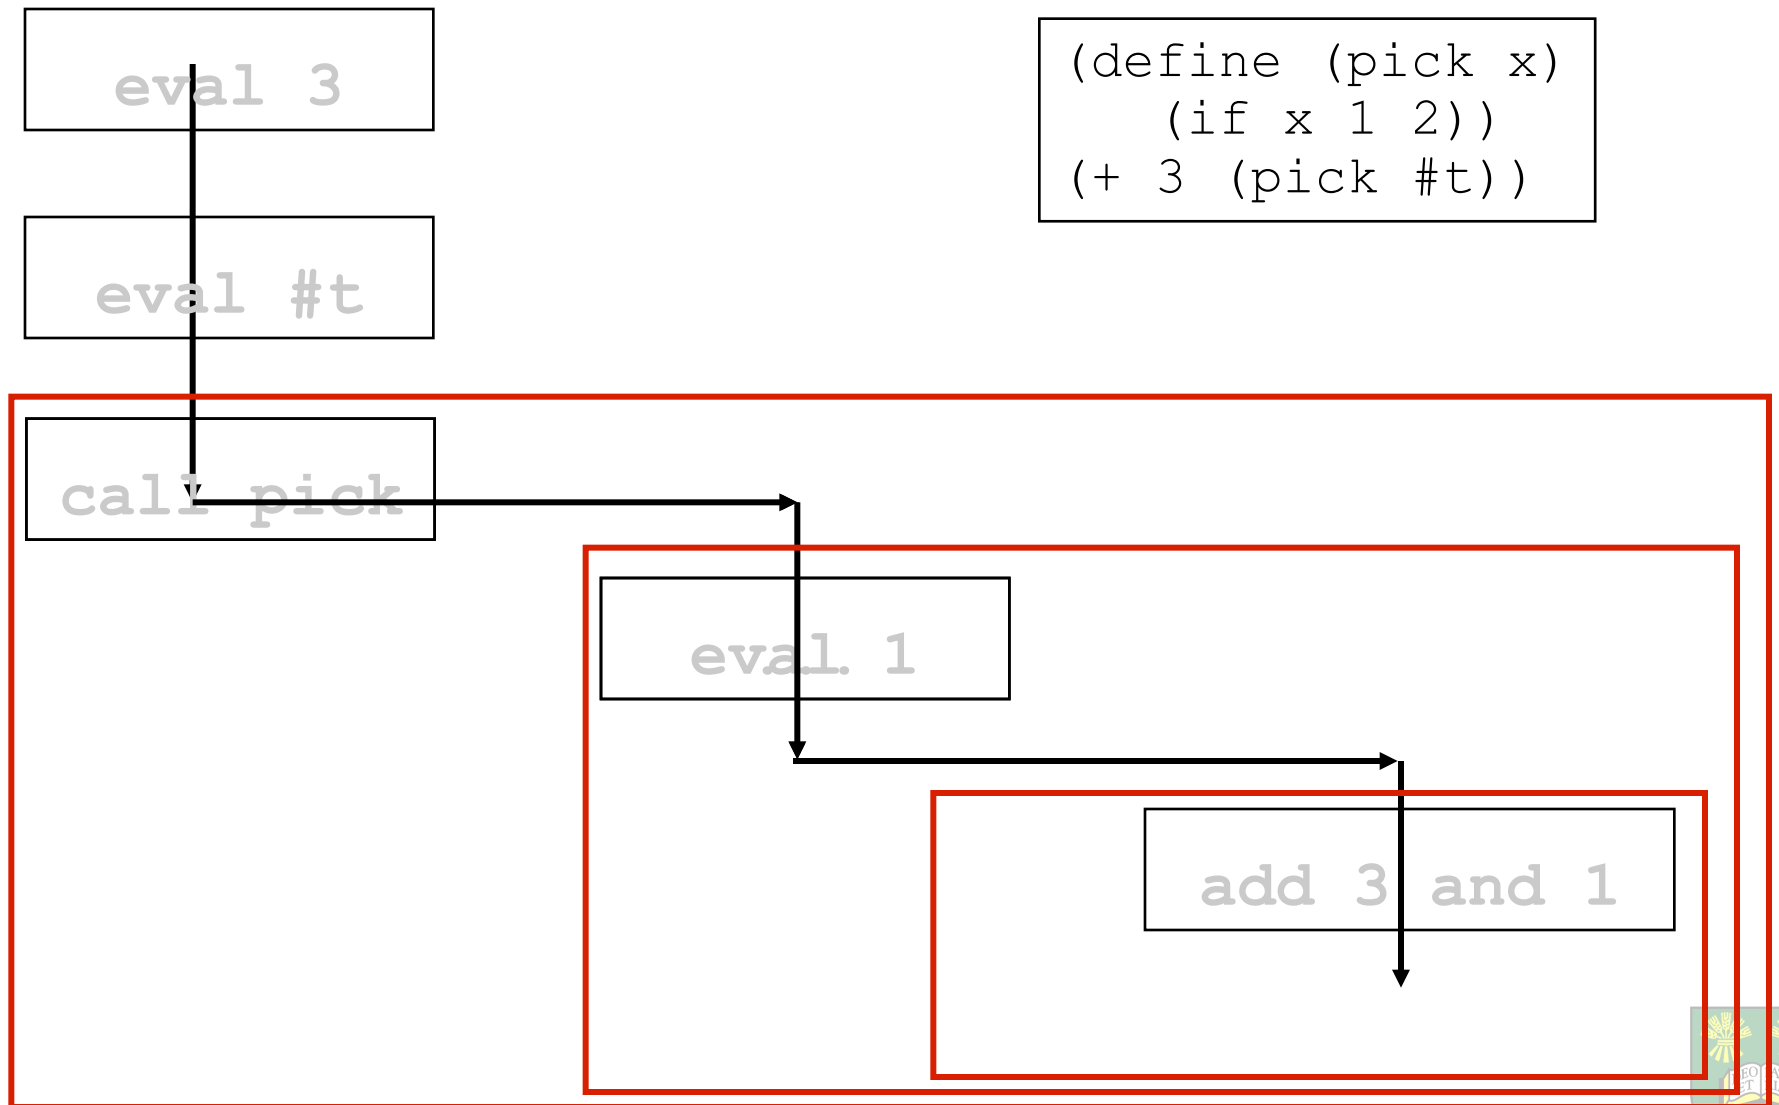 eval 3
(define (pick x)
(if x 1 2))
(+ 3 (pick #t))
eval #t
call pick
eval 1
add 3 and 1